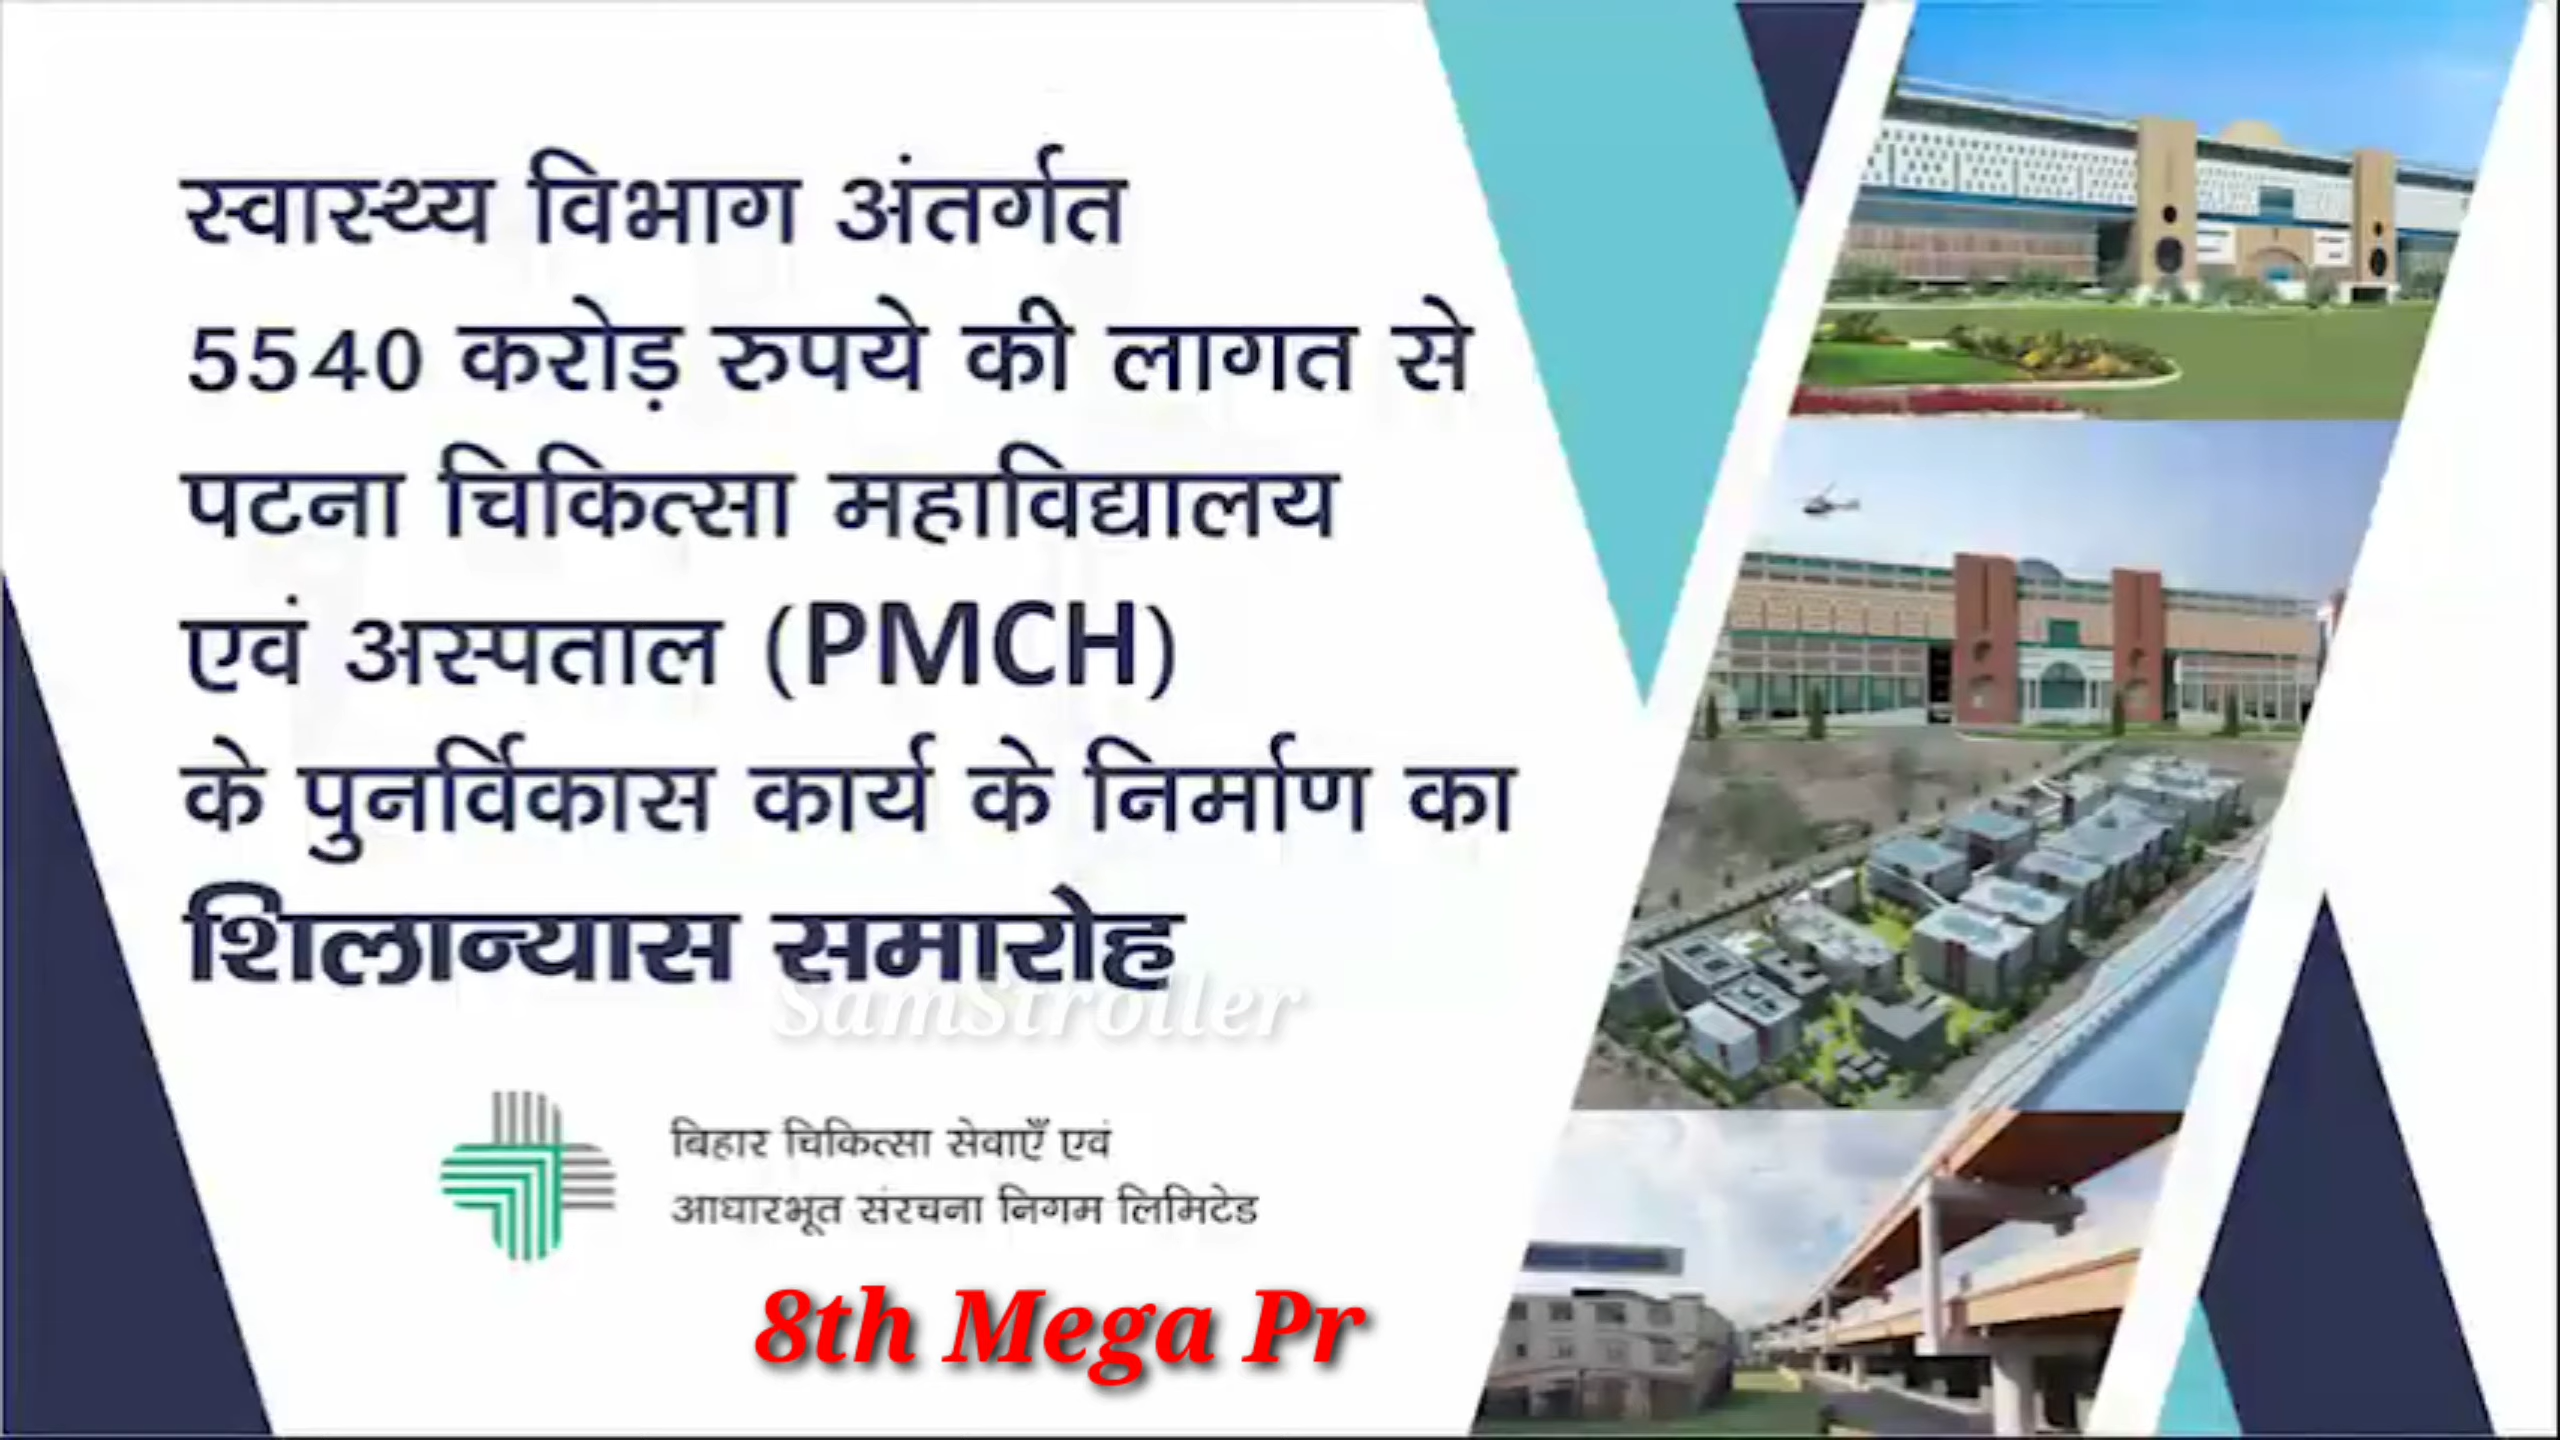 स्वास्थ्य विभाग अंतर्गत
5540 करोड़ रुपये की लागत से
पटना चिकित्सा महाविद्यालय
एवं अस्पताल (PMCH)
के पुनर्विकास कार्य के निर्माण का
शिलान्यास समारोह
SamStroller
बिहार चिकित्सा सेवाएँ एवं
आधारभूत संरचना निगम लिमिटेड
8th Mega Pr